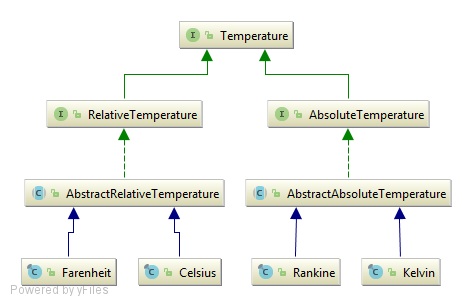 Temperature
RelativeTemperature
AbsoluteTemperature
AbstractRelativeTemperature
AbstractAbsoluteTemperature
Farenheit
Celsius
Rankine
Kelvin
Powered by yFiles